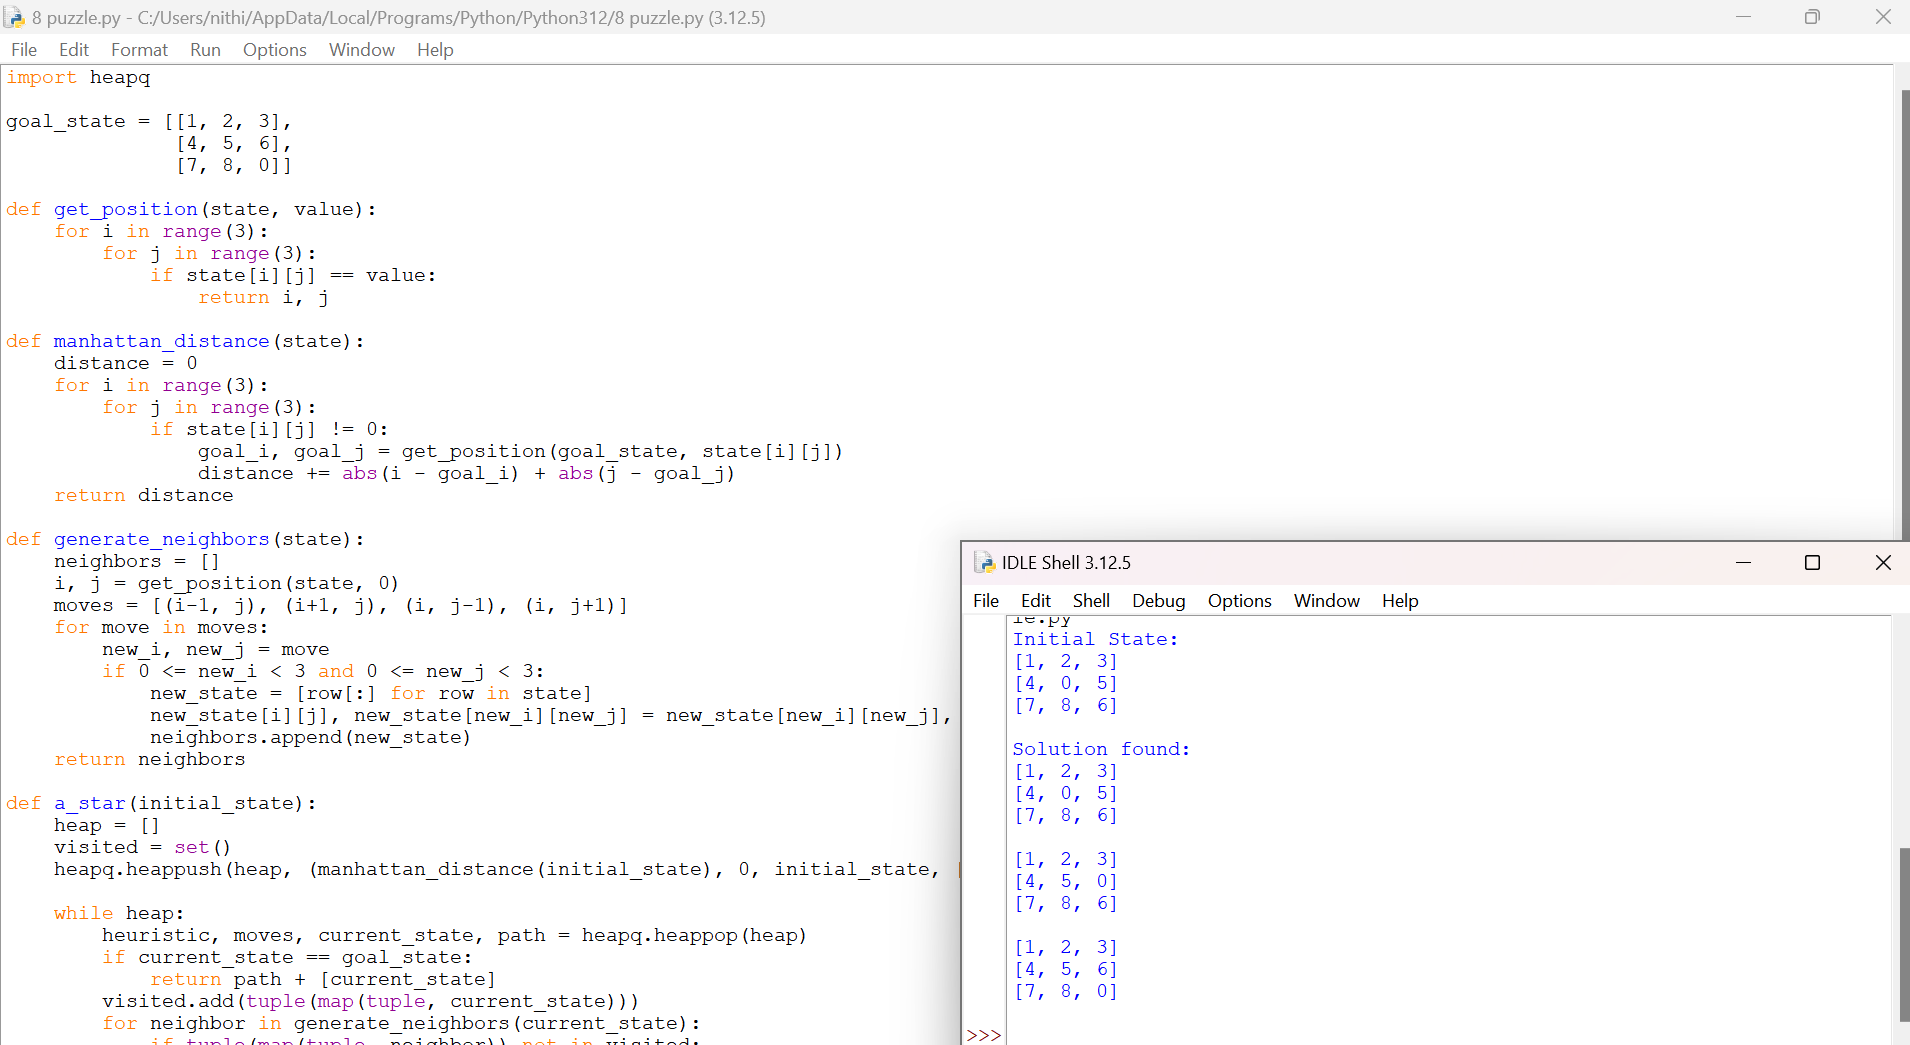 8 puzzle.py - C:/Users/nithi/AppData/Local/Programs/Python/Python312/8 puzzle.py (3.12.5)
File Edit Format Run Options Window Help
import heapq
goal_state = [[1, 2, 3],
[4, 5, 6],
[7, 8, 0]]
def get_position(state, value):
for i in range(3):
for j in range(3):
if state[i][j] == value:
return i, j
def manhattan_distance(state):
distance = 0
for i in range(3):
for j in range(3):
if state[i][j] != 0:
goal_i, goal_j = get_position(goal_state, state[i][j])
distance += abs(i - goal_i) + abs(j - goal_j)
return distance
def generate_neighbors(state):
neighbors = []
i, j = get_position(state, 0)
moves = [(i-1, j), (i+1, j), (i, j-1), (i, j+1)]
for move in moves:
new_i, new_j = move
if 0 <= new_i < 3 and 0 <= new_j < 3:
new_state = [row[:] for row in state]
new_state[i][j], new_state[new_i][new_j] = new_state[new_i][new_j],
neighbors.append(new_state)
return neighbors
def a_star(initial_state):
heap = []
visited = set()
heapq.heappush(heap, (manhattan_distance(initial_state), 0, initial_state,
while heap:
heuristic, moves, current_state, path = heapq.heappop(heap)
if current_state == goal_state:
return path + [current_state]
visited.add(tuple(map(tuple, current_state)))
for neighbor in generate_neighbors(current_state):
if tuple(map(tuple, neighbor)) not in visited:
IDLE Shell 3.12.5
File Edit Shell Debug Options Window Help
le.py
Initial State:
[1, 2, 3]
[4, 0, 5]
[7, 8, 6]
Solution found:
[1, 2, 3]
[4, 0, 5]
[7, 8, 6]
[1, 2, 3]
[4, 5, 0]
[7, 8, 6]
[1, 2, 3]
[4, 5, 6]
[7, 8, 0]
>>>